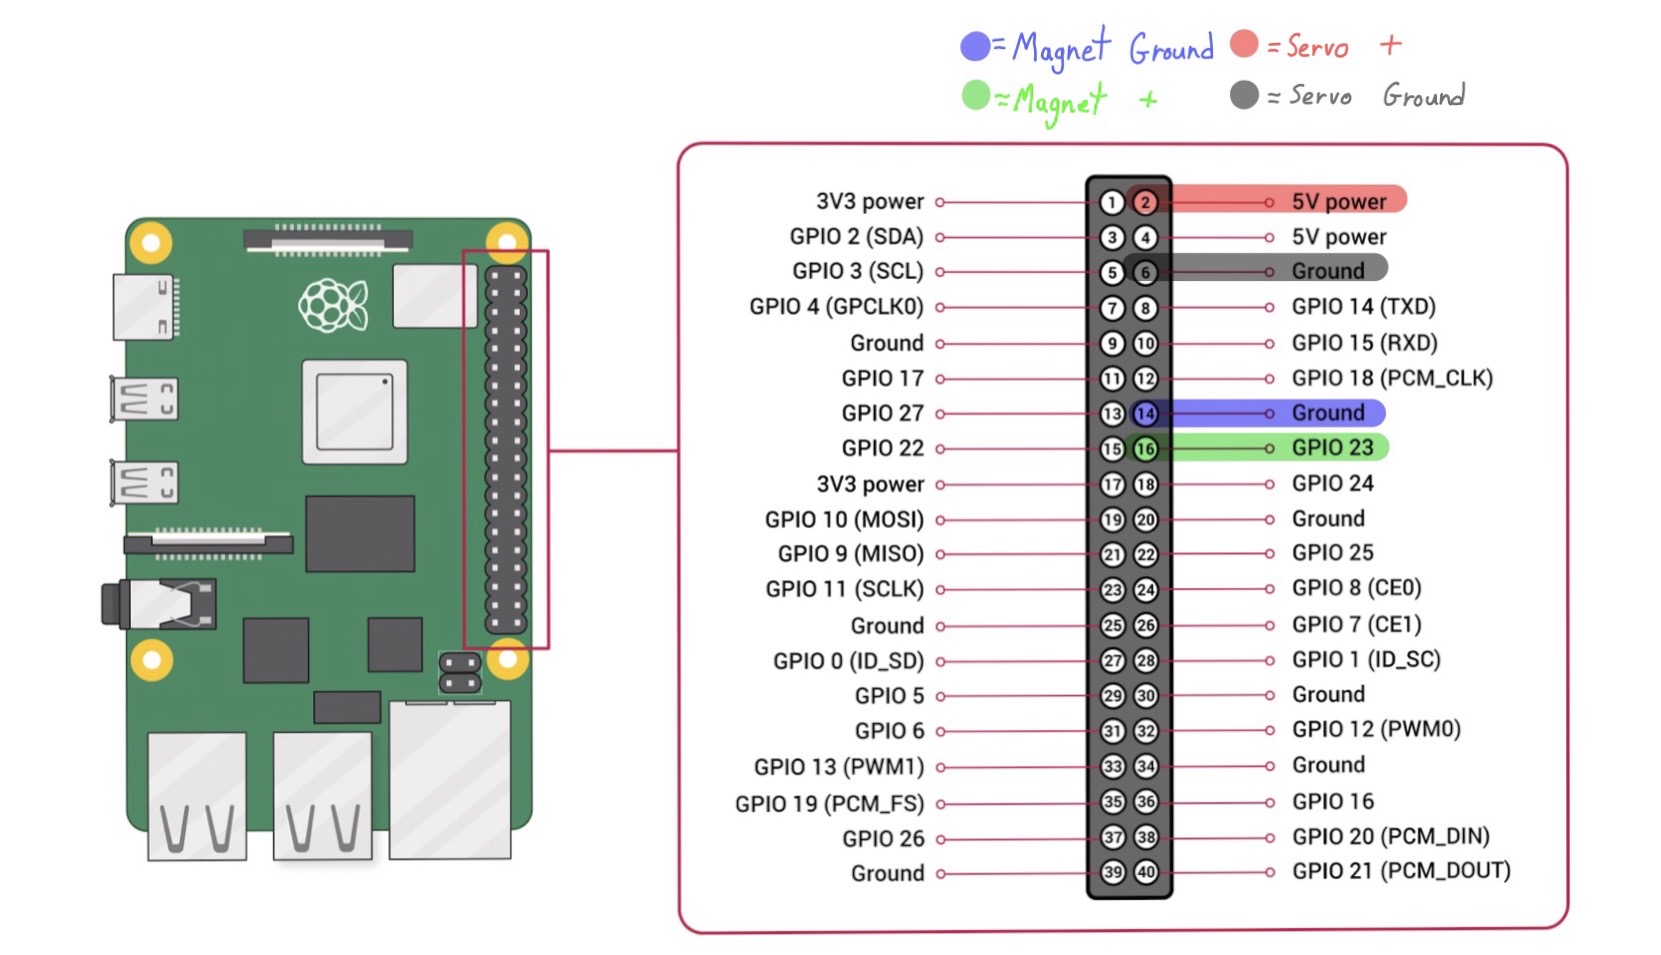 = Magnet Ground = Servo +
= Magnet + = Servo Ground
3V3 power 1 2 5V power
GPIO 2 (SDA) 3 4 5V power
GPIO 3 (SCL) 5 6 Ground
GPIO 4 (GPCLK0) 7 8 GPIO 14 (TXD)
Ground 9 10 GPIO 15 (RXD)
GPIO 17 11 12 GPIO 18 (PCM_CLK)
GPIO 27 13 14 Ground
GPIO 22 15 16 GPIO 23
3V3 power 17 18 GPIO 24
GPIO 10 (MOSI) 19 20 Ground
GPIO 9 (MISO) 21 22 GPIO 25
GPIO 11 (SCLK) 23 24 GPIO 8 (CE0)
Ground 25 26 GPIO 7 (CE1)
GPIO 0 (ID_SD) 27 28 GPIO 1 (ID_SC)
GPIO 5 29 30 Ground
GPIO 6 31 32 GPIO 12 (PWM0)
GPIO 13 (PWM1) 33 34 Ground
GPIO 19 (PCM_FS) 35 36 GPIO 16
GPIO 26 37 38 GPIO 20 (PCM_DIN)
Ground 39 40 GPIO 21 (PCM_DOUT)